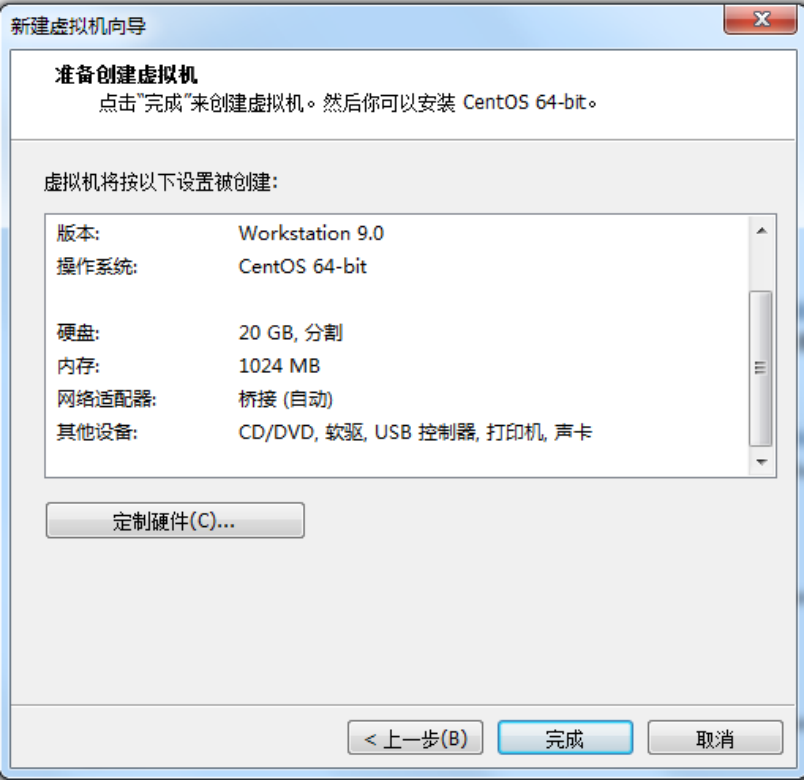 新建虚拟机向导
准备创建虚拟机
点击"完成"来创建虚拟机。然后你可以安装 CentOS 64-bit。
虚拟机将按以下设置被创建:
版本: Workstation 9.0
操作系统: CentOS 64-bit
硬盘: 20 GB, 分割
内存: 1024 MB
网络适配器: 桥接 (自动)
其他设备: CD/DVD, 软驱, USB 控制器, 打印机, 声卡
定制硬件(C)...
< 上一步(B) 完成 取消